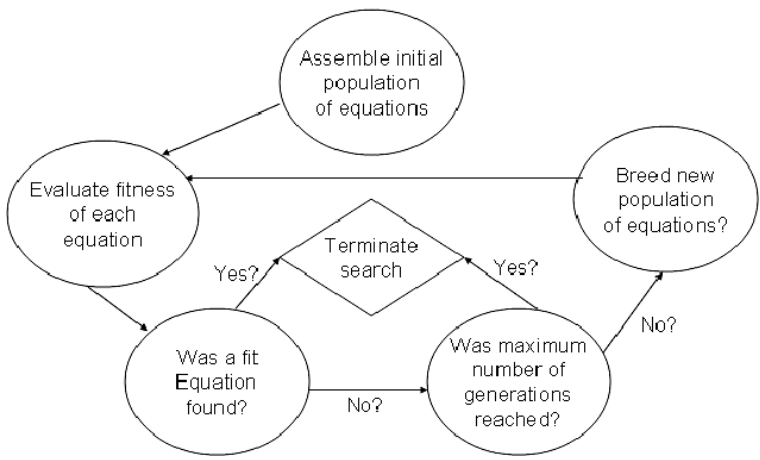 Assemble initial
population
of equations
Evaluate fitness
of each
equation
Breed new
population
of equations?
Terminate
search
Yes?
Yes?
No?
Was a fit
Equation
found?
No?
Was maximum
number of
generations
reached?